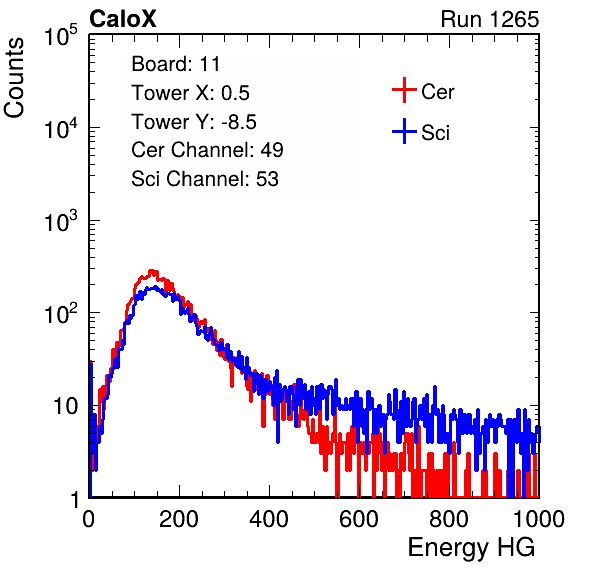 CaloX Run 1265
Counts
Board: 11
Tower X: 0.5
Tower Y: -8.5
Cer Channel: 49
Sci Channel: 53
Cer
Sci
10^5
10^4
10^3
10^2
10
1
0 200 400 600 800 1000
Energy HG